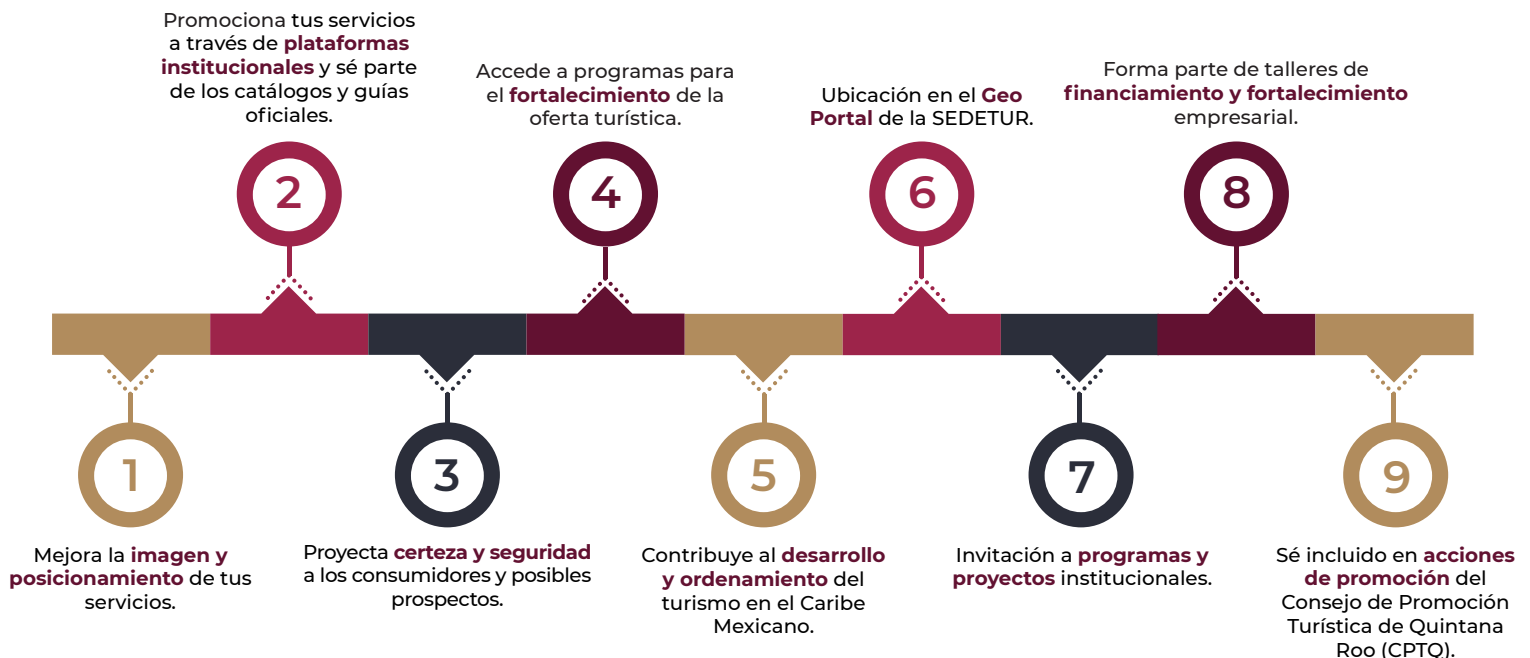 1
Mejora la imagen y
posicionamiento de tus
servicios.
2
Promociona tus servicios
a través de plataformas
institucionales y sé parte
de los catálogos y guías
oficiales.
3
Proyecta certeza y seguridad
a los consumidores y posibles
prospectos.
4
Accede a programas para
el fortalecimiento de la
oferta turística.
5
Contribuye al desarrollo
y ordenamiento del
turismo en el Caribe
Mexicano.
6
Ubicación en el Geo
Portal de la SEDETUR.
7
Invitación a programas y
proyectos institucionales.
8
Forma parte de talleres de
financiamiento y fortalecimiento
empresarial.
9
Sé incluido en acciones
de promoción del
Consejo de Promoción
Turística de Quintana
Roo (CPTQ).